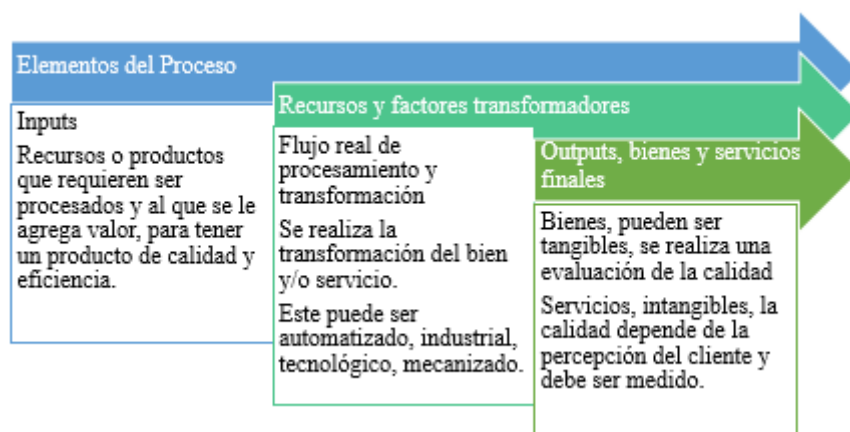 Elementos del Proceso
Inputs
Recursos o productos
que requieren ser
procesados y al que se le
agrega valor, para tener
un producto de calidad y
eficiencia.
Recursos y factores transformadores
Flujo real de
procesamiento y
transformación
Se realiza la
transformación del bien
y/o servicio.
Este puede ser
automatizado, industrial,
tecnológico, mecanizado.
Outputs, bienes y servicios
finales
Bienes, pueden ser
tangibles, se realiza una
evaluación de la calidad
Servicios, intangibles, la
calidad depende de la
percepción del cliente y
debe ser medido.